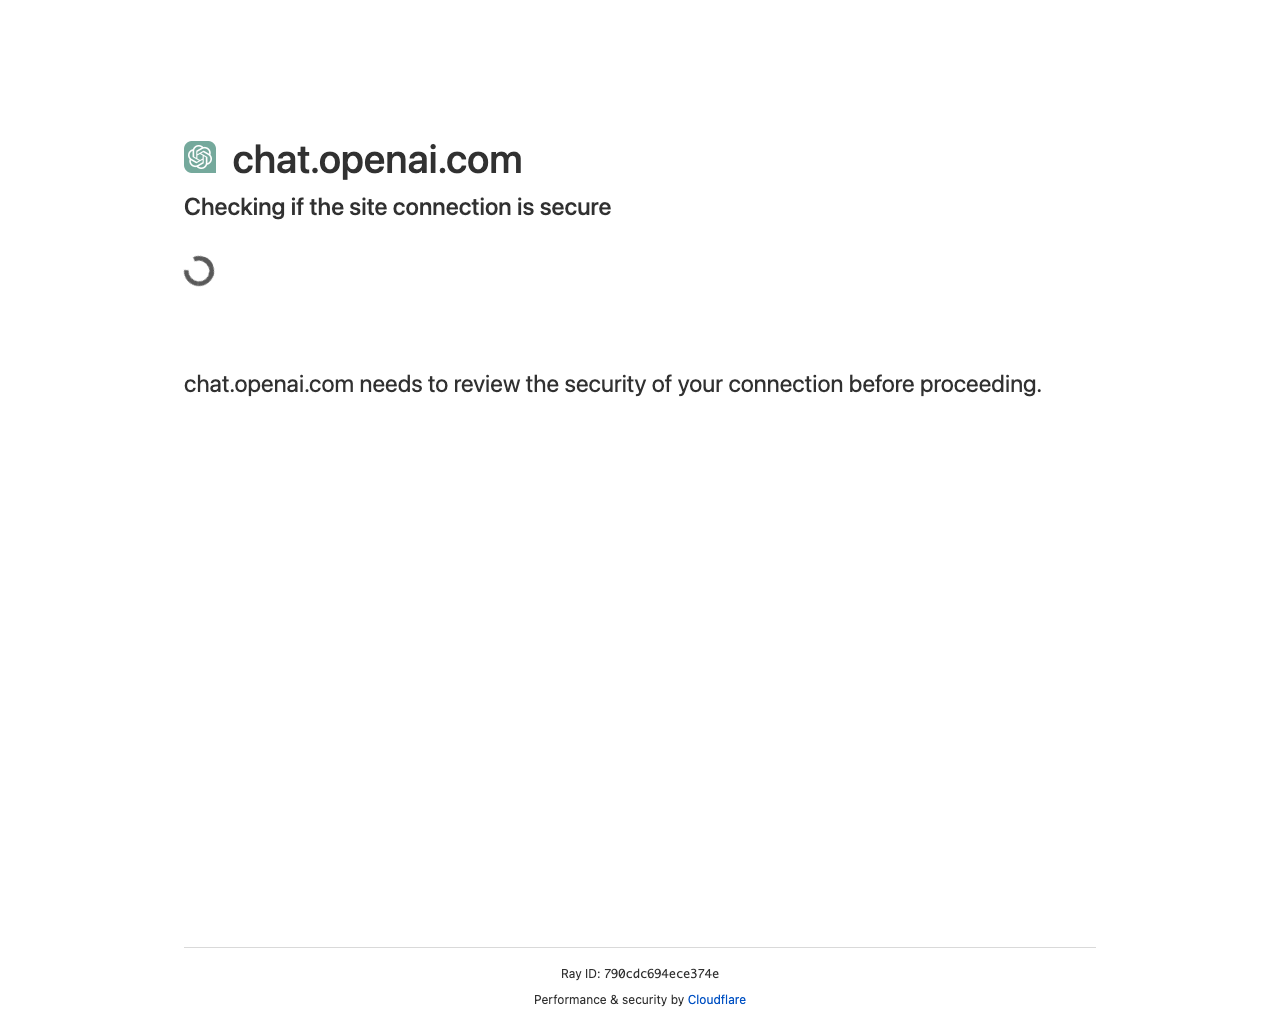 chat.openai.com
Checking if the site connection is secure
chat.openai.com needs to review the security of your connection before proceeding.
Ray ID: 790cdc694ece374e
Performance & security by Cloudflare